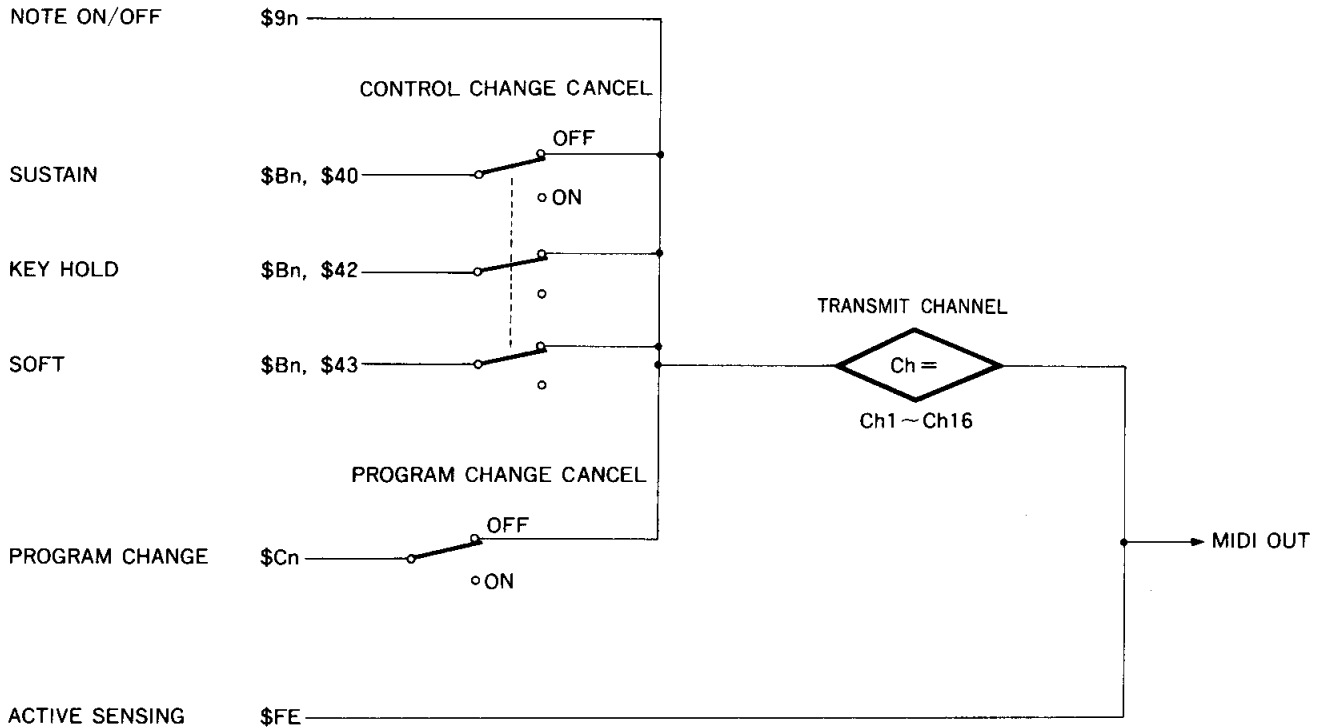 NOTE ON/OFF $9n
CONTROL CHANGE CANCEL
OFF
SUSTAIN $Bn, $40
ON
KEY HOLD $Bn, $42
TRANSMIT CHANNEL
SOFT $Bn, $43
Ch=
Ch1~Ch16
PROGRAM CHANGE CANCEL
OFF
MIDI OUT
PROGRAM CHANGE $Cn
ON
ACTIVE SENSING $FE